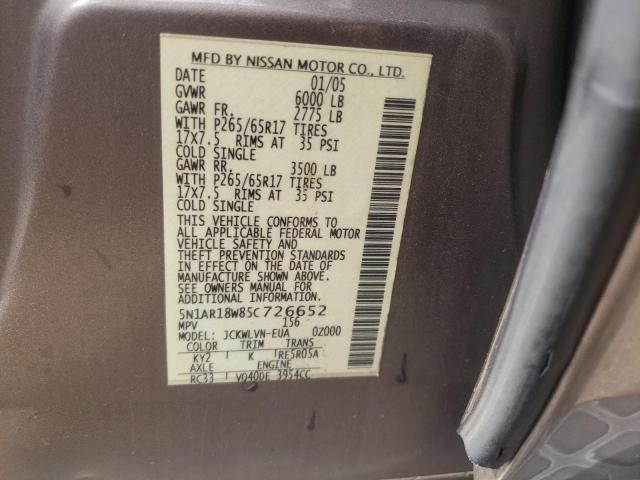 MFD BY NISSAN MOTOR CO., LTD.
DATE 01/05
GVWR 6000 LB
GAWR FR. 2775 LB
WITH P265/65R17 TIRES
17X7.5 RIMS AT 35 PSI
COLD SINGLE
GAWR RR. 3500 LB
WITH P265/65R17 TIRES
17X7.5 RIMS AT 35 PSI
COLD SINGLE
THIS VEHICLE CONFORMS TO
ALL APPLICABLE FEDERAL MOTOR
VEHICLE SAFETY AND
THEFT PREVENTION STANDARDS
IN EFFECT ON THE DATE OF
MANUFACTURE SHOWN ABOVE.
SEE OWNERS MANUAL FOR
ADDITIONAL INFORMATION.
5N1AR18W85C726652
MPV 156
MODEL: JCKWLVN-EUA 0Z000
COLOR TRIM TRANS
KY2 K RE5R05A
AXLE ENGINE
RC33 VQ40DE 3954CC